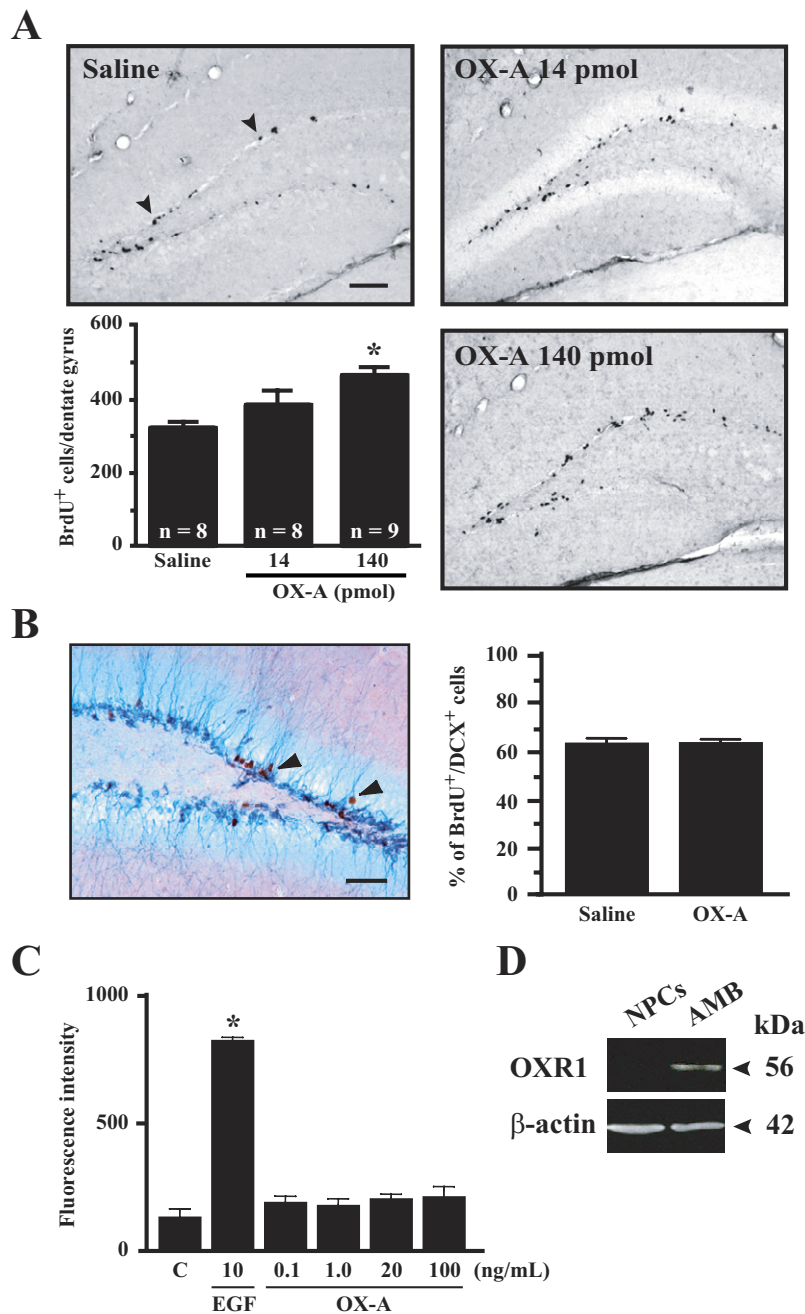 A
Saline
OX-A 14 pmol
BrdU+ cells/dentate gyrus
600
400
200
0
*
n = 8
n = 8
n = 9
Saline
14
140
OX-A (pmol)
OX-A 140 pmol
B
% of BrdU+/DCX+ cells
100
80
60
40
20
0
Saline
OX-A
C
Fluorescence intensity
1000
500
0
*
C
10
0.1
1.0
20
100
(ng/mL)
EGF
OX-A
D
NPCs
AMB
kDa
OXR1
56
β-actin
42